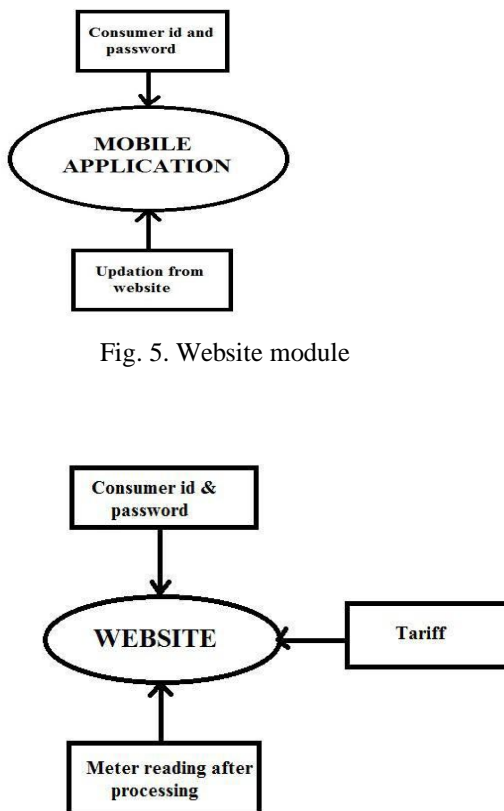 Consumer id and
password
MOBILE
APPLICATION
Updation from
website
Fig. 5. Website module
Consumer id &
password
WEBSITE
Tariff
Meter reading after
processing